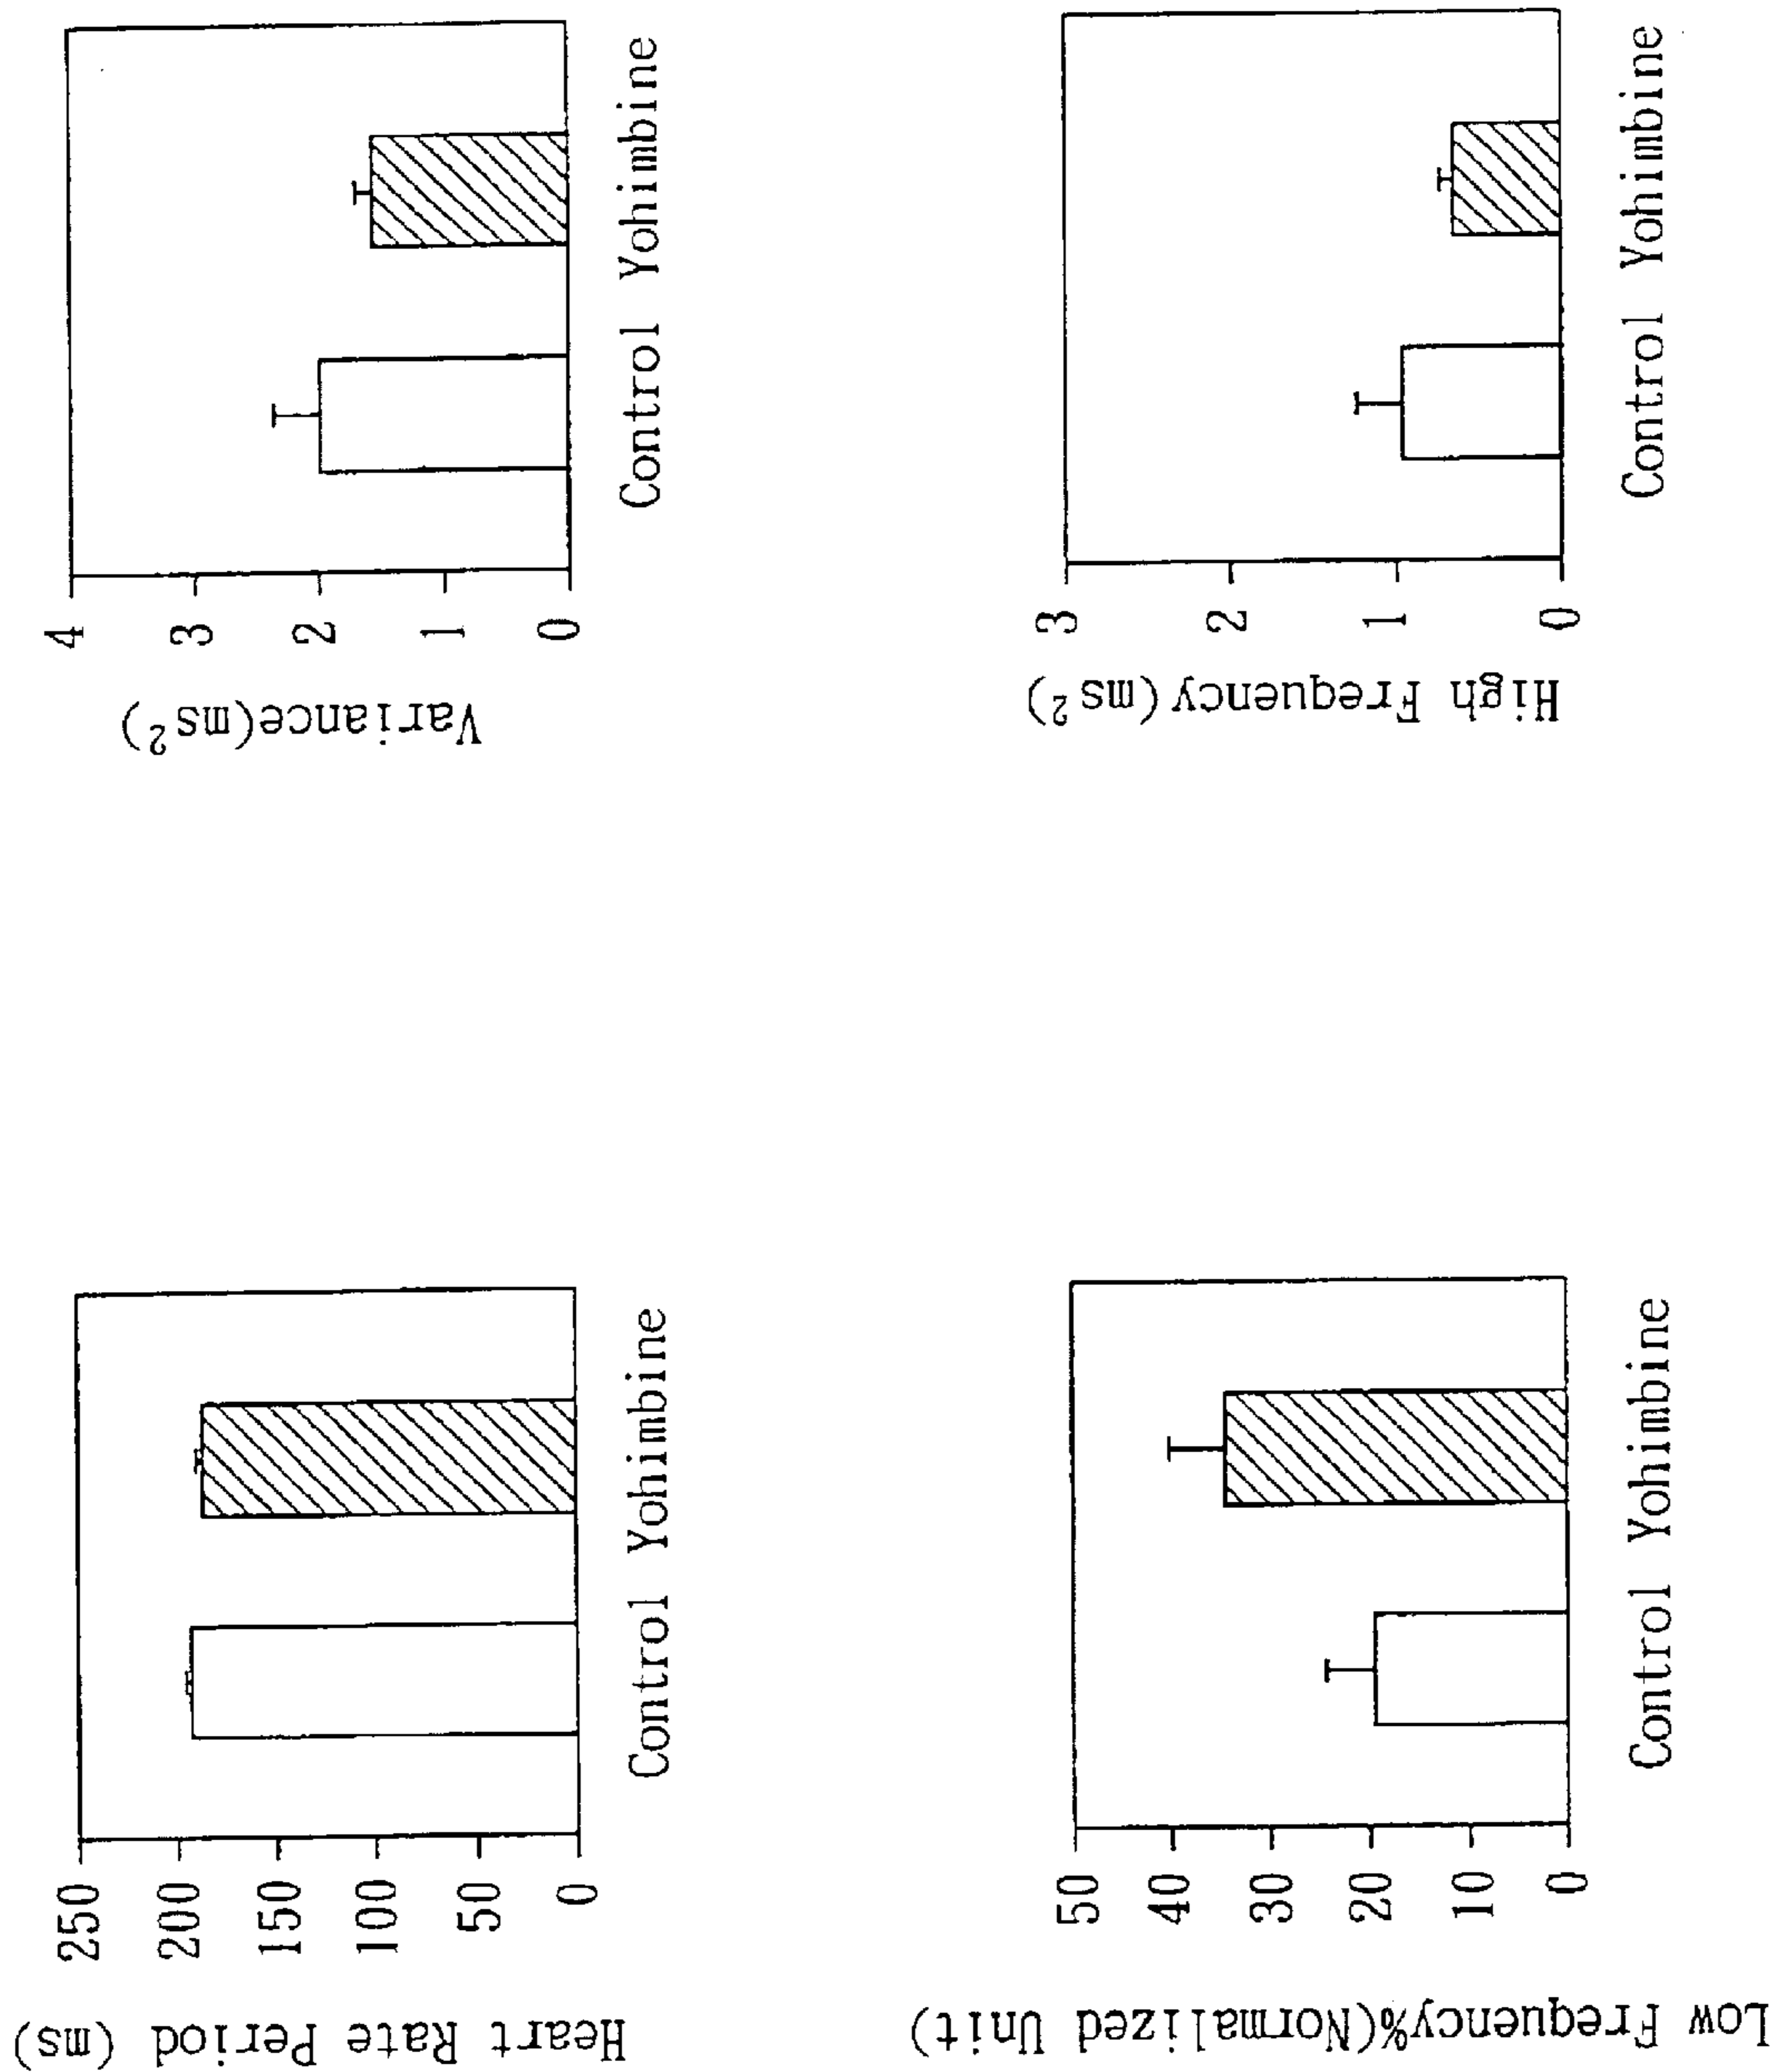 Heart Rate Period (ms)
250
200
150
100
50
0
Control Yohimbine
Variance(ms²)
4
3
2
1
0
Control Yohimbine
Low Frequency%(Normalized Unit)
50
40
30
20
10
0
Control Yohimbine
High Frequency(ms²)
3
2
1
0
Control Yohimbine